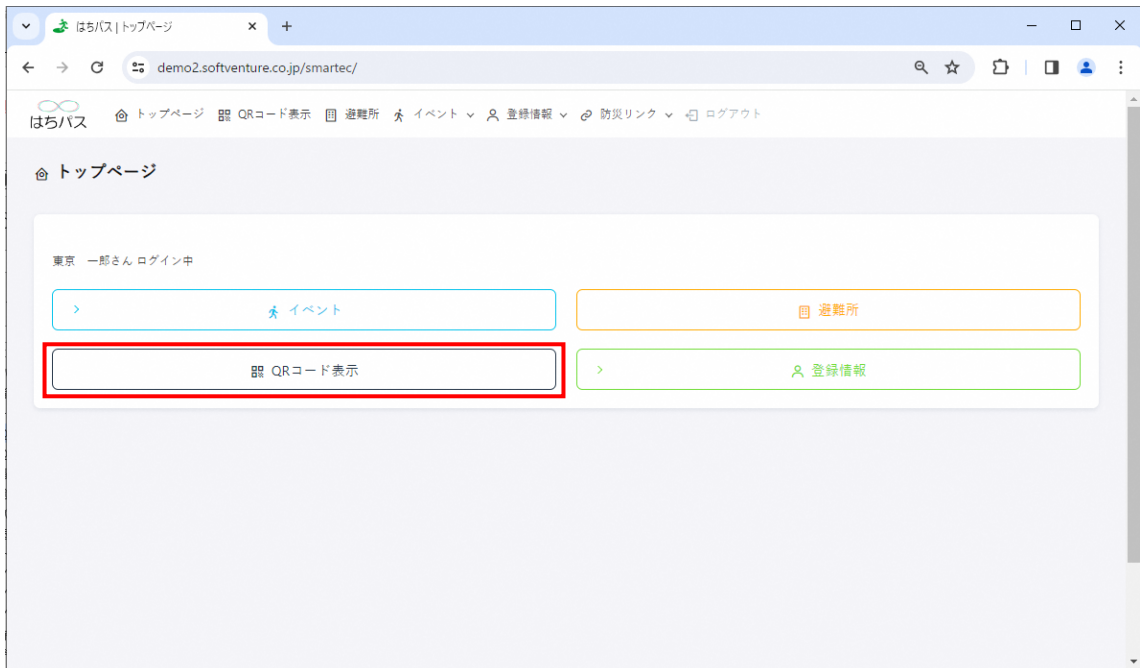 はちパス | トップページ
demo2.softventure.co.jp/smartec/
はちパス トップページ QRコード表示 避難所 イベント 登録情報 防災リンク ログアウト
トップページ
東京　一郎さん ログイン中
イベント 避難所
QRコード表示 登録情報